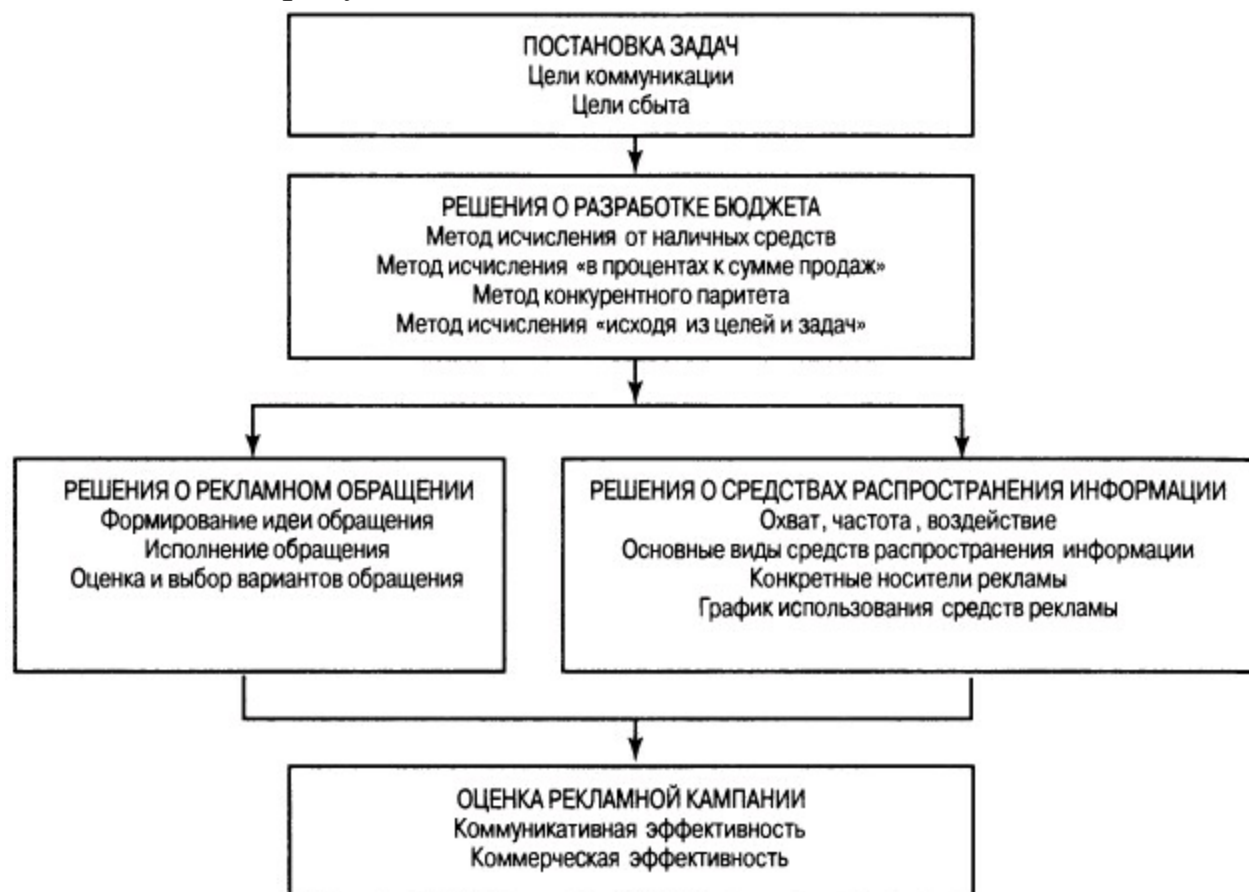 ПОСТАНОВКА ЗАДАЧ
Цели коммуникации
Цели сбыта
РЕШЕНИЯ О РАЗРАБОТКЕ БЮДЖЕТА
Метод исчисления от наличных средств
Метод исчисления «в процентах к сумме продаж»
Метод конкурентного паритета
Метод исчисления «исходя из целей и задач»
РЕШЕНИЯ О РЕКЛАМНОМ ОБРАЩЕНИИ
Формирование идеи обращения
Исполнение обращения
Оценка и выбор вариантов обращения
РЕШЕНИЯ О СРЕДСТВАХ РАСПРОСТРАНЕНИЯ ИНФОРМАЦИИ
Охват, частота , воздействие
Основные виды средств распространения информации
Конкретные носители рекламы
График использования средств рекламы
ОЦЕНКА РЕКЛАМНОЙ КАМПАНИИ
Коммуникативная эффективность
Коммерческая эффективность